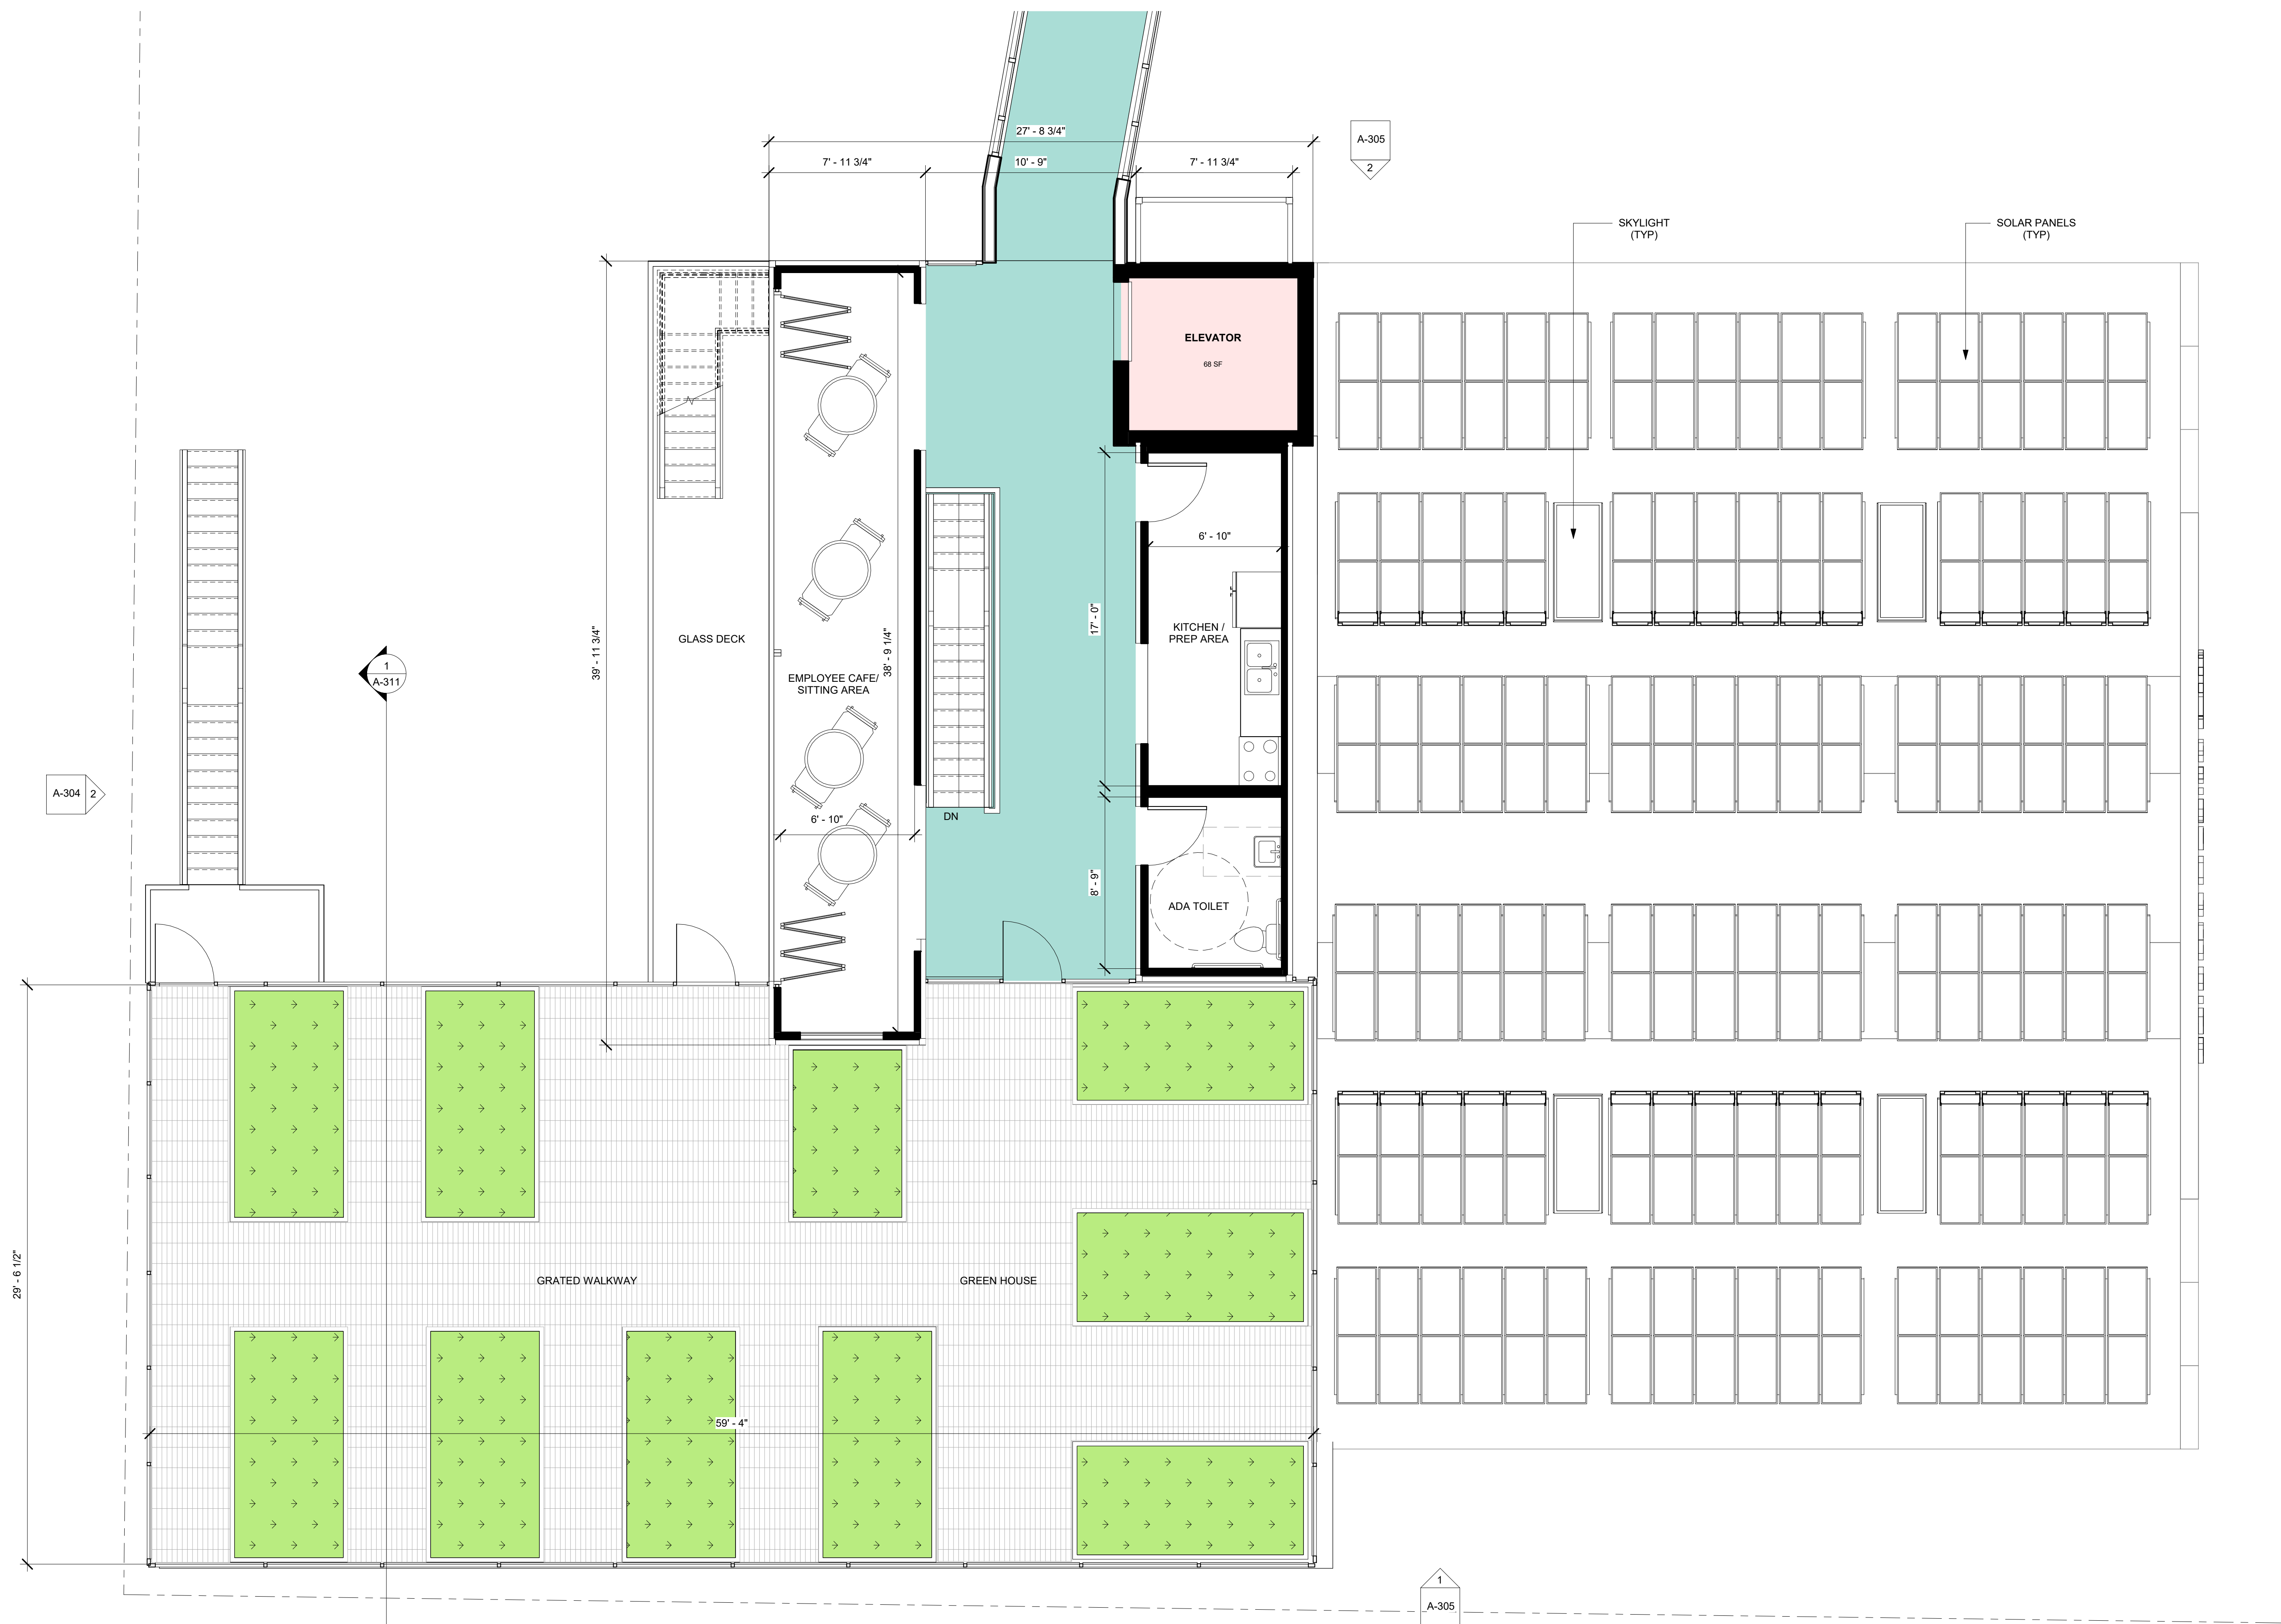 27' - 8 3/4"
A-305
2
7' - 11 3/4"
10' - 9"
7' - 11 3/4"
SKYLIGHT
(TYP)
SOLAR PANELS
(TYP)
ELEVATOR
68 SF
6' - 10"
17' - 0"
KITCHEN /
PREP AREA
GLASS DECK
39' - 11 3/4"
38' - 9 1/4"
EMPLOYEE CAFE/
SITTING AREA
1
A-311
A-304
2
6' - 10"
DN
8' - 9"
ADA TOILET
29' - 6 1/2"
GRATED WALKWAY
GREEN HOUSE
59' - 4"
1
A-305